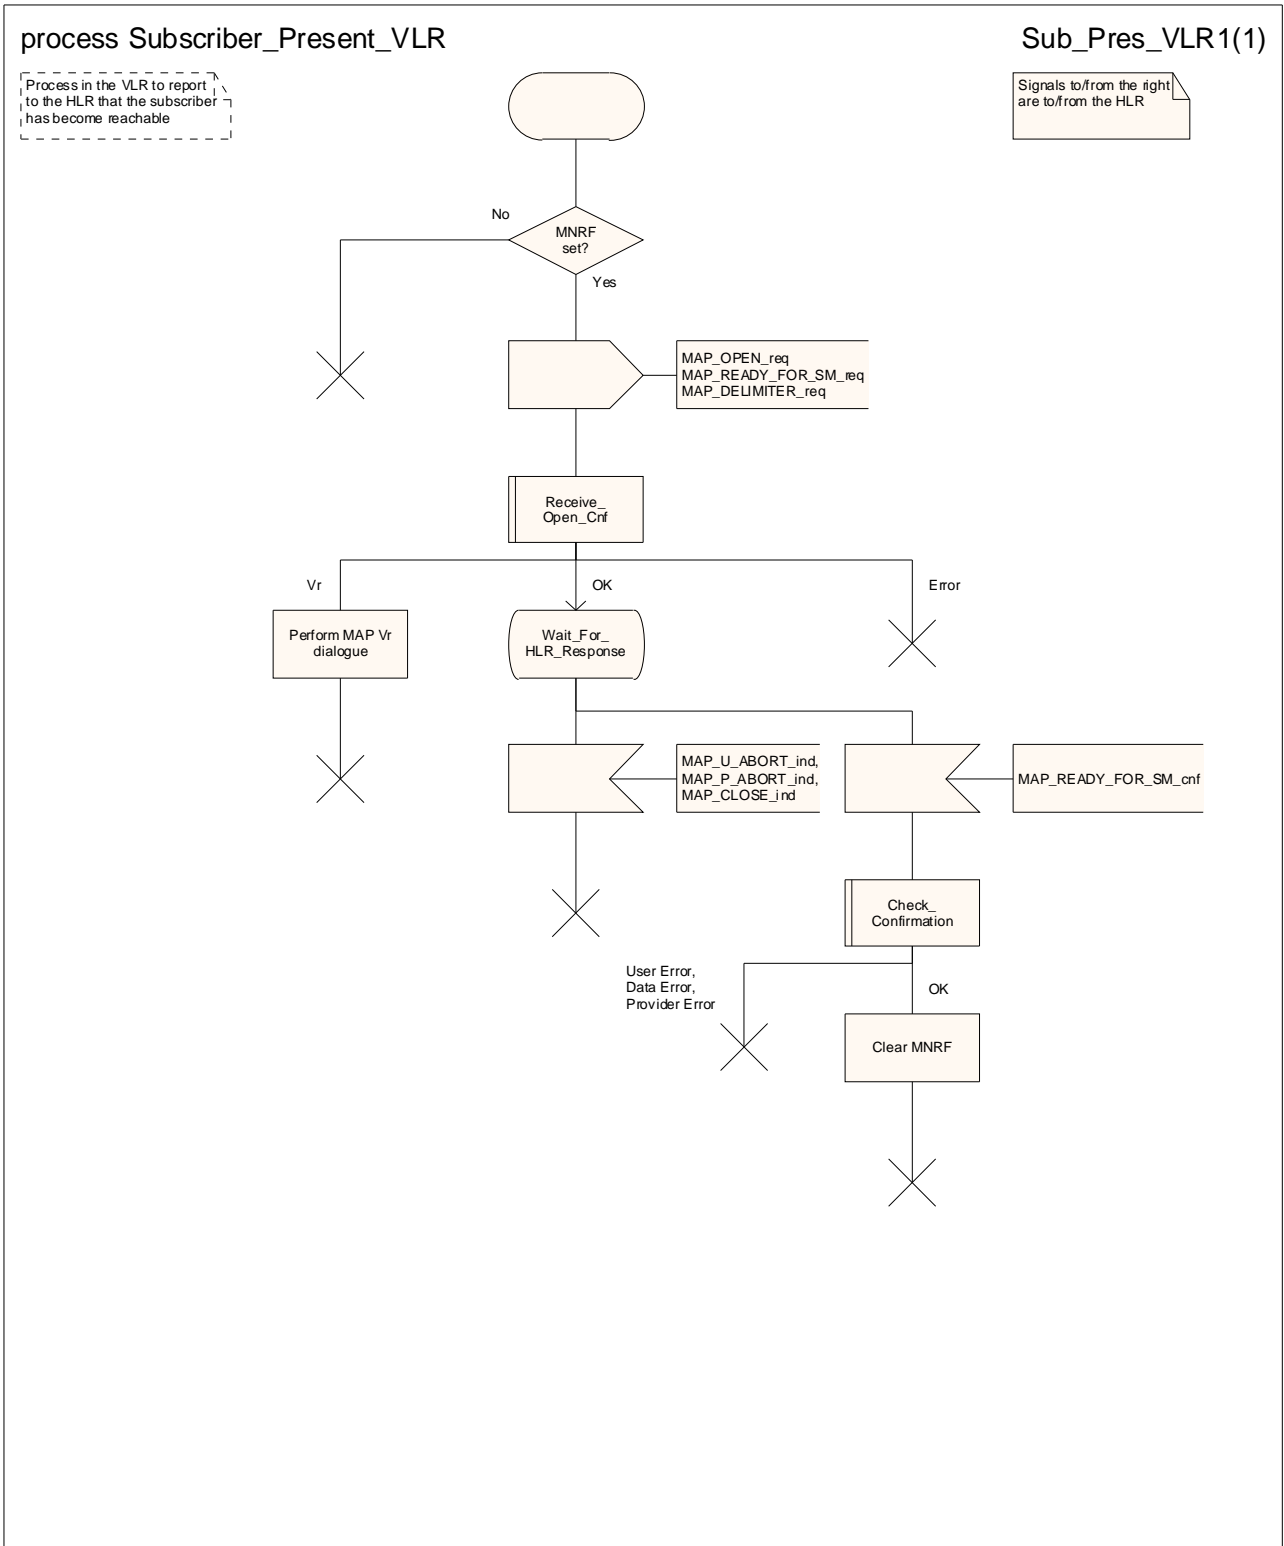 process Subscriber_Present_VLR
Sub_Pres_VLR1(1)
Process in the VLR to report
to the HLR that the subscriber
has become reachable
Signals to/from the right
are to/from the HLR
No
MNRF
set?
Yes
MAP_OPEN_req
MAP_READY_FOR_SM_req
MAP_DELIMITER_req
Receive_
Open_Cnf
Vr
OK
Error
Perform MAP Vr
dialogue
Wait_For_
HLR_Response
MAP_U_ABORT_ind,
MAP_P_ABORT_ind,
MAP_CLOSE_ind
MAP_READY_FOR_SM_cnf
Check_
Confirmation
User Error,
Data Error,
Provider Error
OK
Clear MNRF